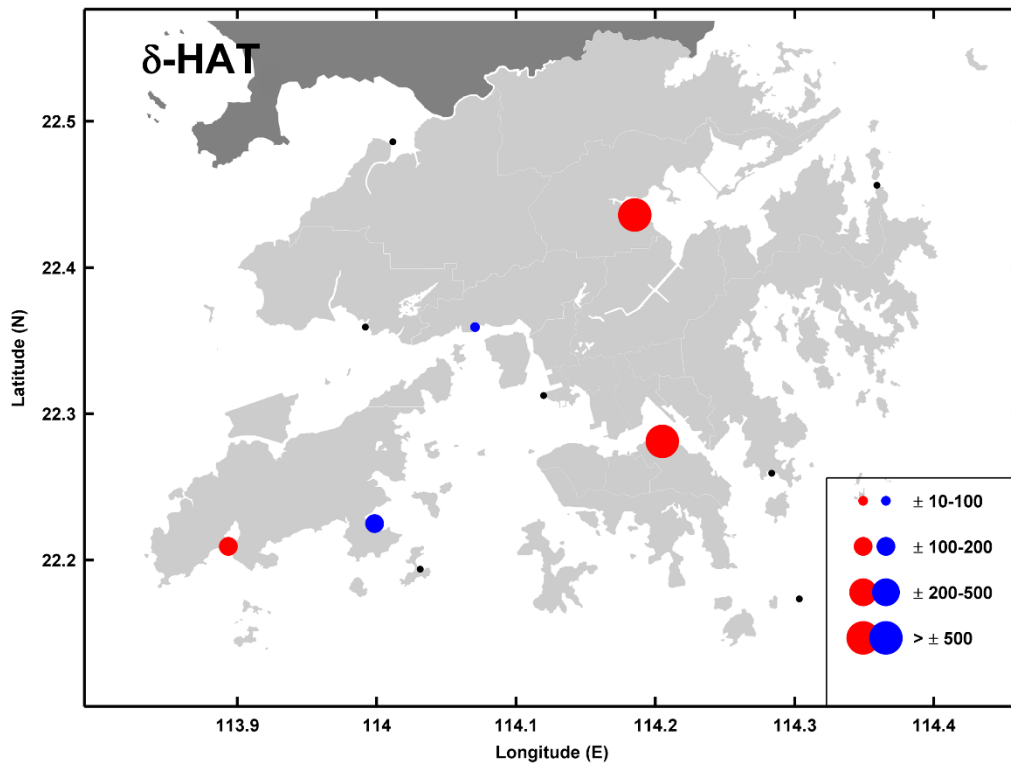 δ-HAT
22.5
22.4
22.3
22.2
Latitude (N)
113.9 114 114.1 114.2 114.3 114.4
Longitude (E)
± 10-100
± 100-200
± 200-500
> ± 500